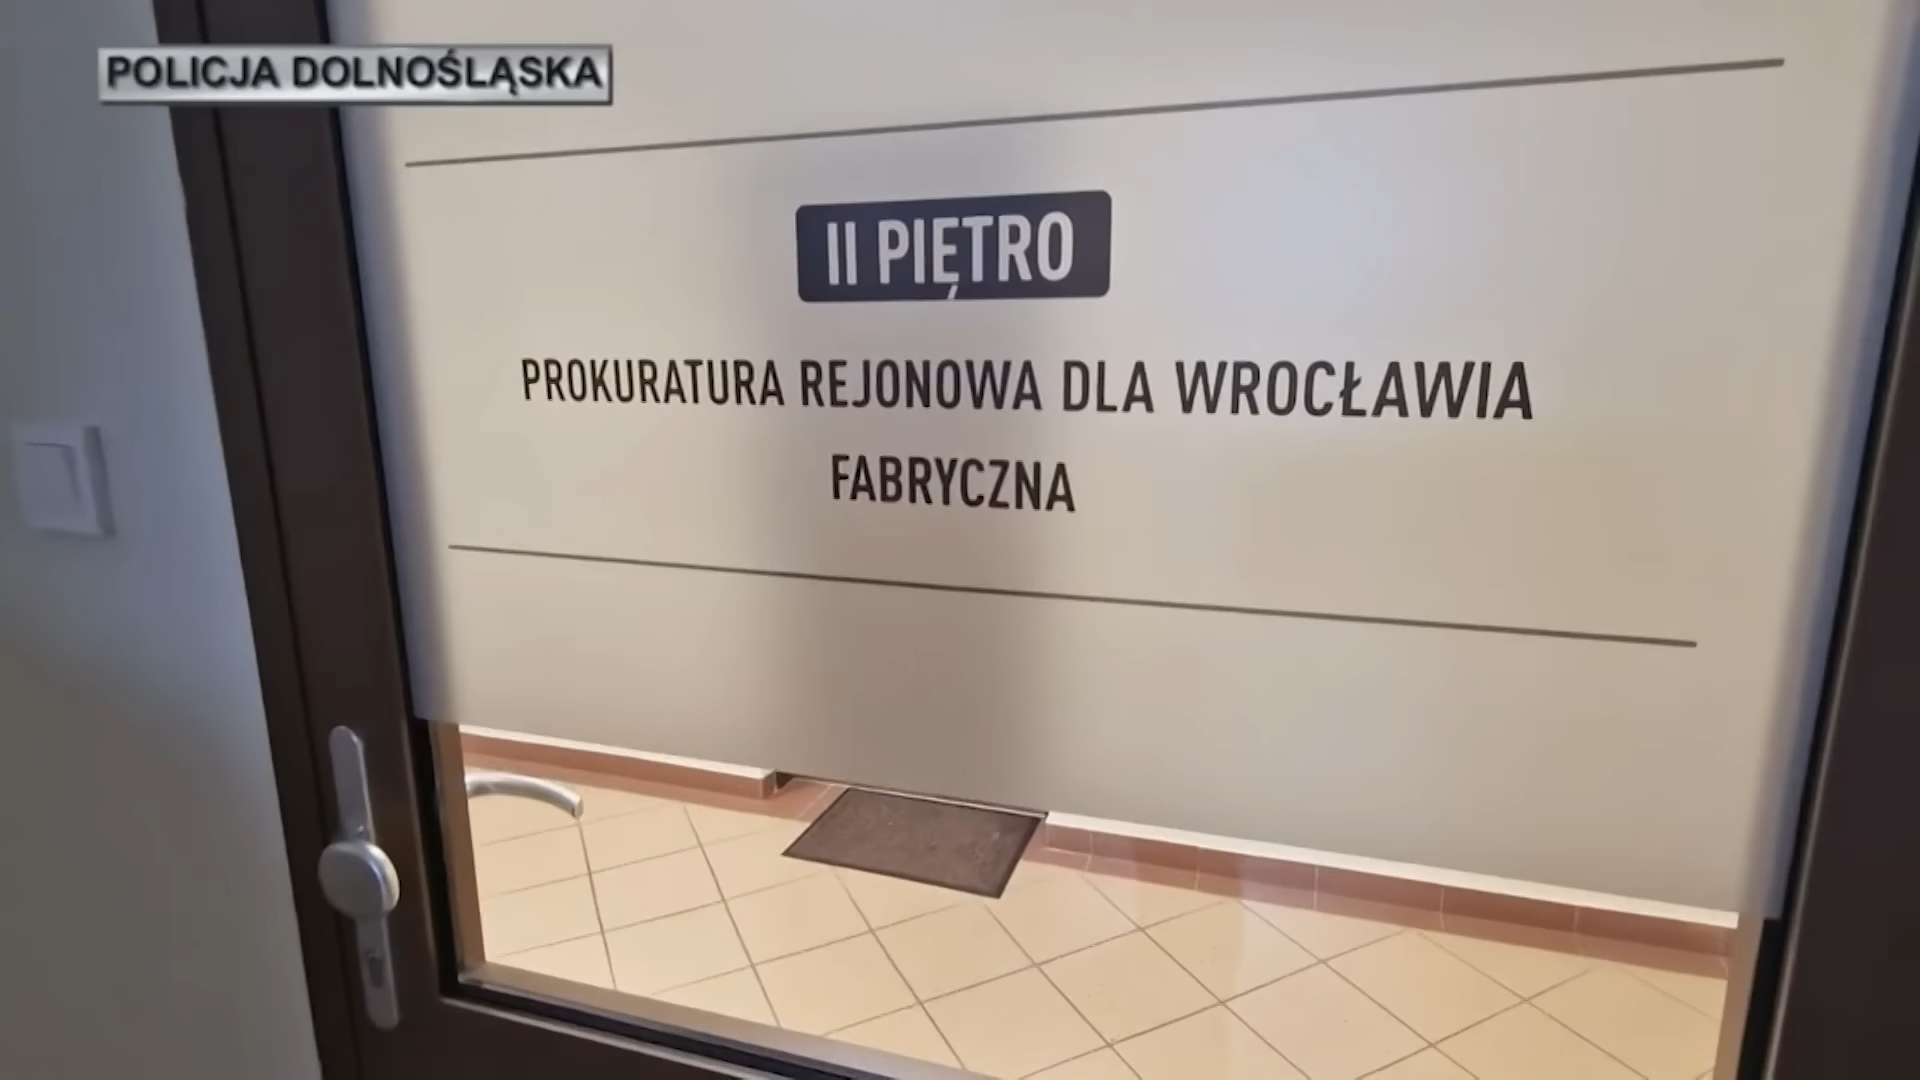 POLICJA DOLNOŚLĄSKA
II PIĘTRO
PROKURATURA REJONOWA DLA WROCŁAWIA
FABRYCZNA